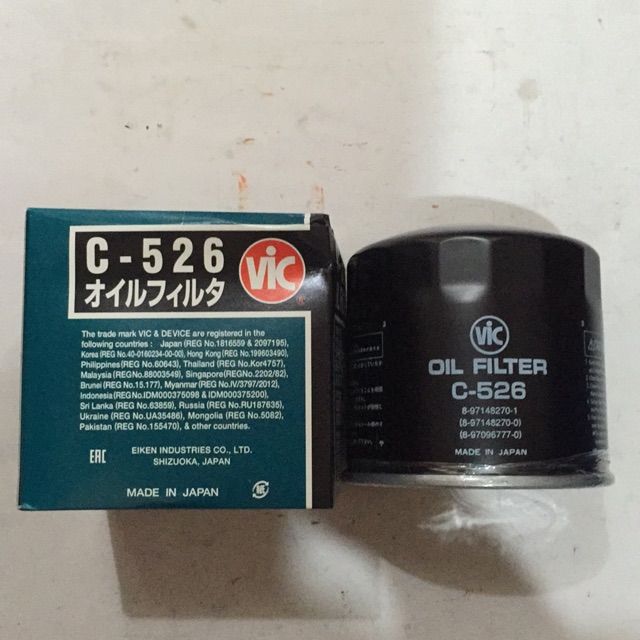 C-526
オイルフィルタ
VIC
®
The trade mark VIC & DEVICE are registered in the
following countries : Japan (REG No.1816559 & 2097195),
Korea (REG No.40-0160234-00-00), Hong Kong (REG No.199603490),
Philippines(REG No.60643), Thailand (REG No.Kor4757),
Malaysia (REG No.88003549), Singapore(REG No.2202/82),
Brunei (REG No.15.177), Myanmar(REG No.IV/3797/2012),
Indonesia(REG No.IDM000375098 & IDM000375200),
Sri Lanka (REG No.63859), Russia (REG No.RU187635),
Ukraine (REG No.UA35486), Mongolia (REG No.5082),
Pakistan (REG No.155470), & other countries.
EAC
EIKEN INDUSTRIES CO., LTD.
SHIZUOKA, JAPAN
MADE IN JAPAN
VIC
OIL FILTER
C-526
8-97148270-1
(8-97148270-0)
(8-97096777-0)
MADE IN JAPAN